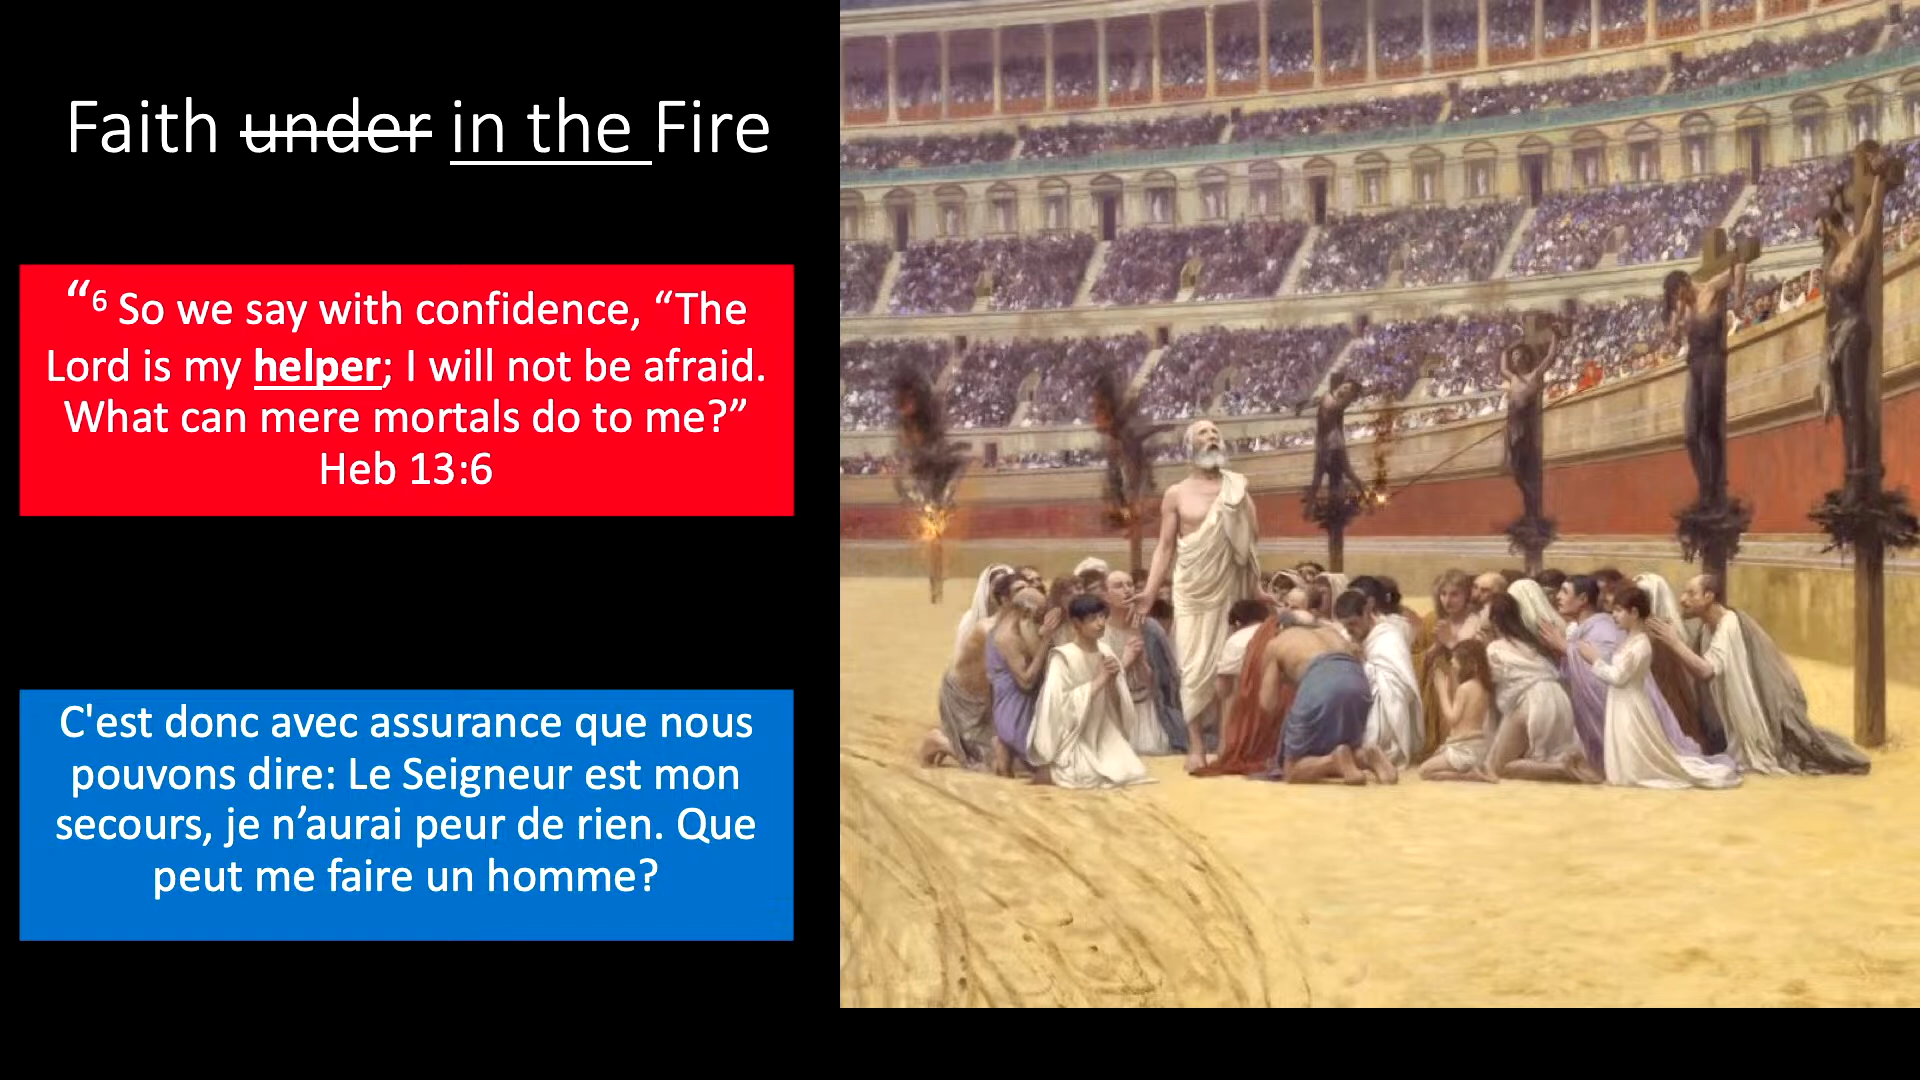 Faith under in the Fire
“6 So we say with confidence, “The
Lord is my helper; I will not be afraid.
What can mere mortals do to me?”
Heb 13:6
C'est donc avec assurance que nous
pouvons dire: Le Seigneur est mon
secours, je n’aurai peur de rien. Que
peut me faire un homme?